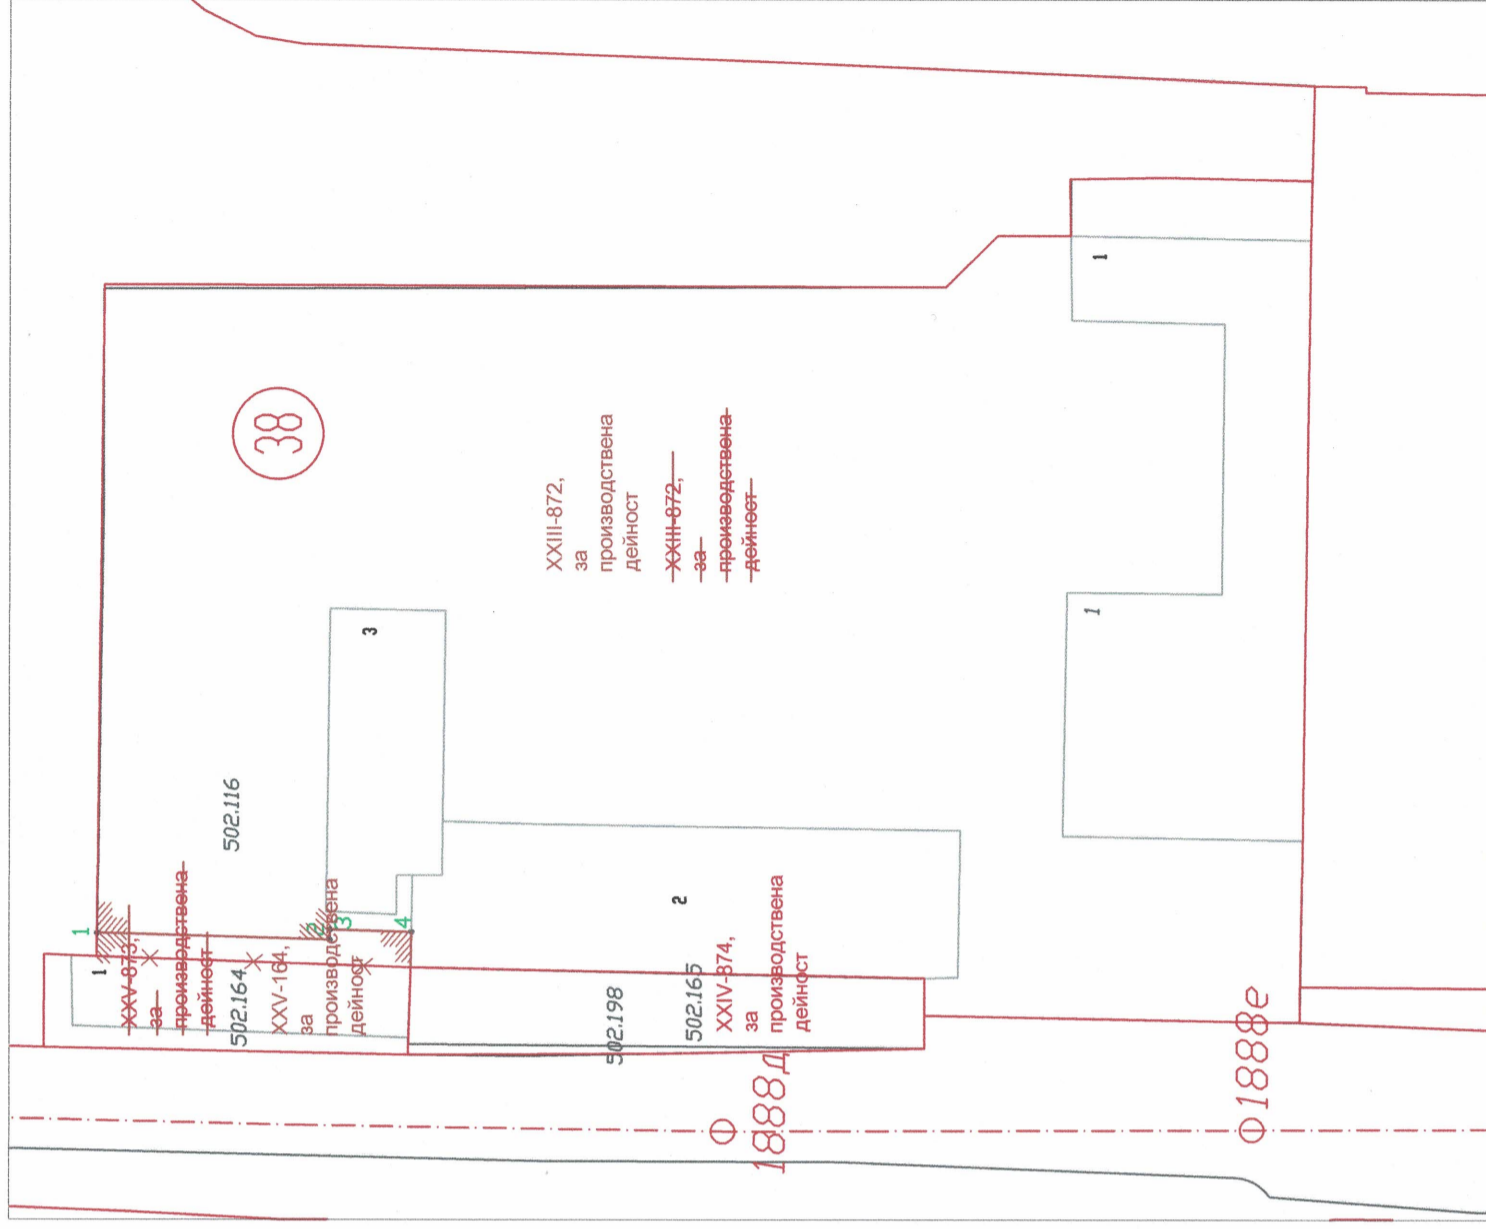 38
XXIII-872,
за
производствена
дейност
XXIII-872,
за
производствена
дейност
3
1
1
502.116
1
2
3
4
1
XXV-873,
за
производствена
дейност
502.164
XXV-164,
за
производствена
дейност
2
502.198
502.165
XXIV-874,
за
производствена
дейност
1888д
1888е